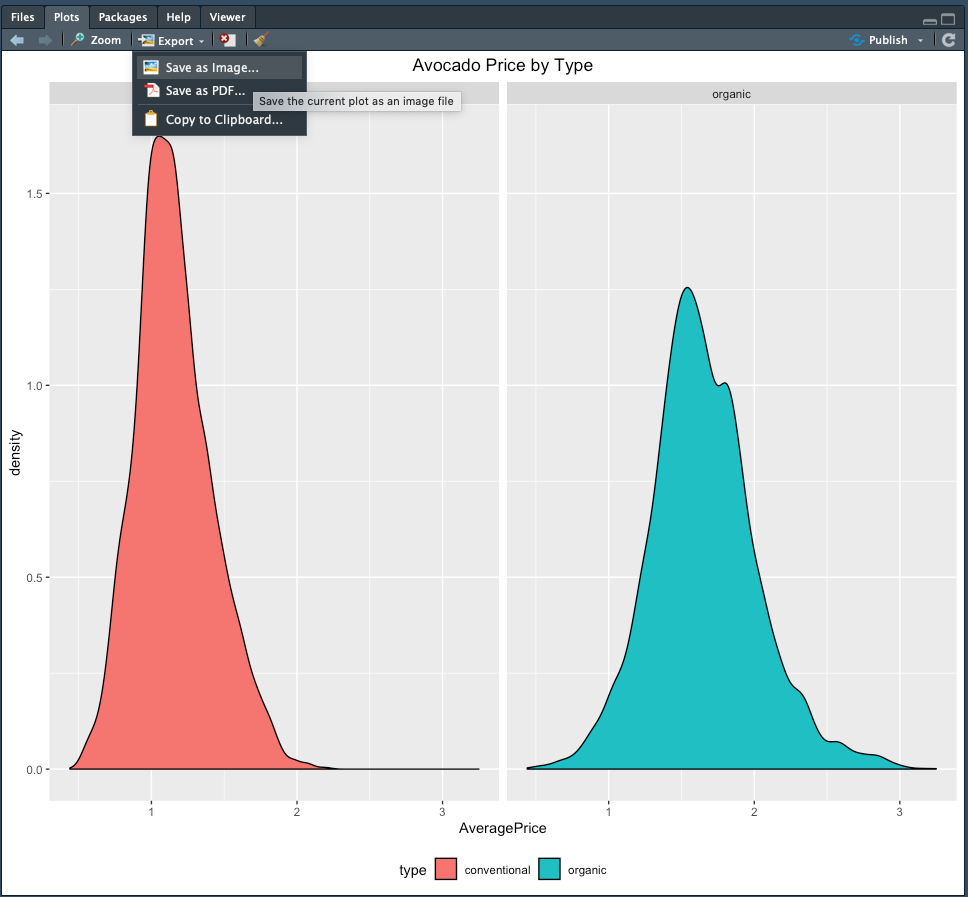 Files Plots Packages Help Viewer
Zoom Export Publish
Save as Image...
Save as PDF...
Save the current plot as an image file
Copy to Clipboard...
Avocado Price by Type
organic
1.5
1.0
0.5
0.0
density
1 2 3 1 2 3
AveragePrice
type conventional organic